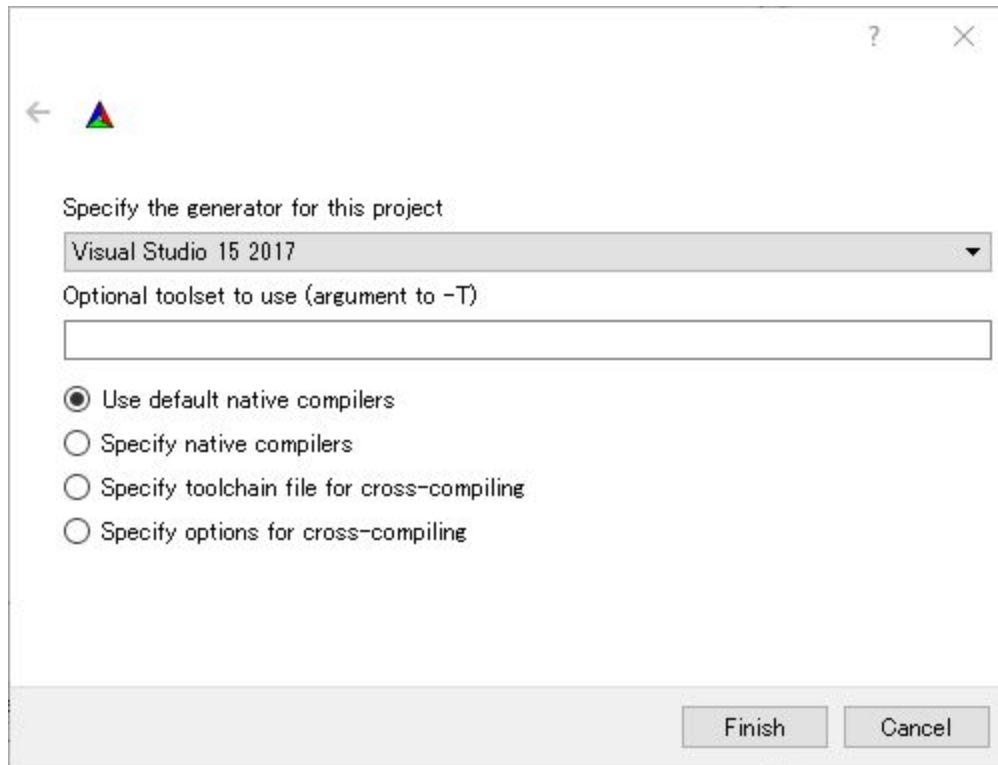 Specify the generator for this project
Visual Studio 15 2017
Optional toolset to use (argument to -T)
Use default native compilers
Specify native compilers
Specify toolchain file for cross-compiling
Specify options for cross-compiling
Finish
Cancel